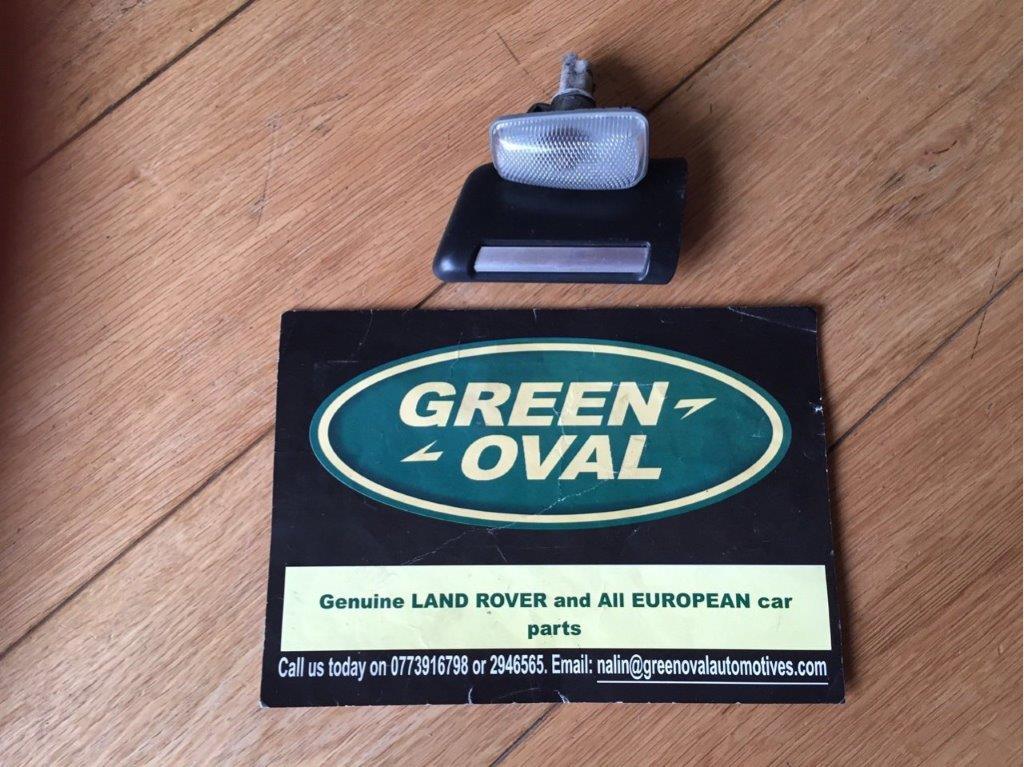 GREEN
OVAL
Genuine LAND ROVER and All EUROPEAN car
parts
Call us today on 0773916798 or 2946565. Email: nalin@greenovalautomotives.com